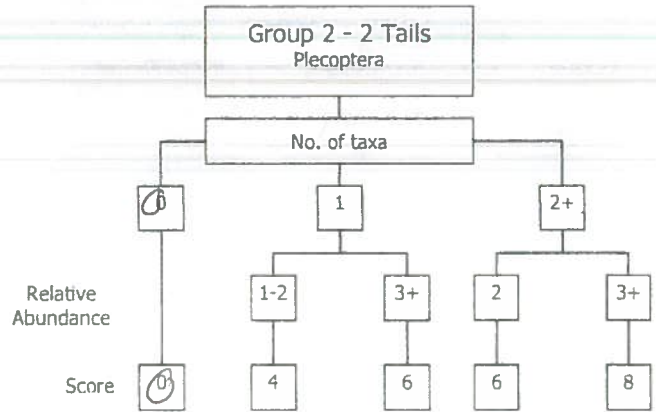 Group 2 - 2 Tails
Plecoptera
No. of taxa
0 1 2+
Relative
Abundance
1-2 3+ 2 3+
Score
0 4 6 6 8